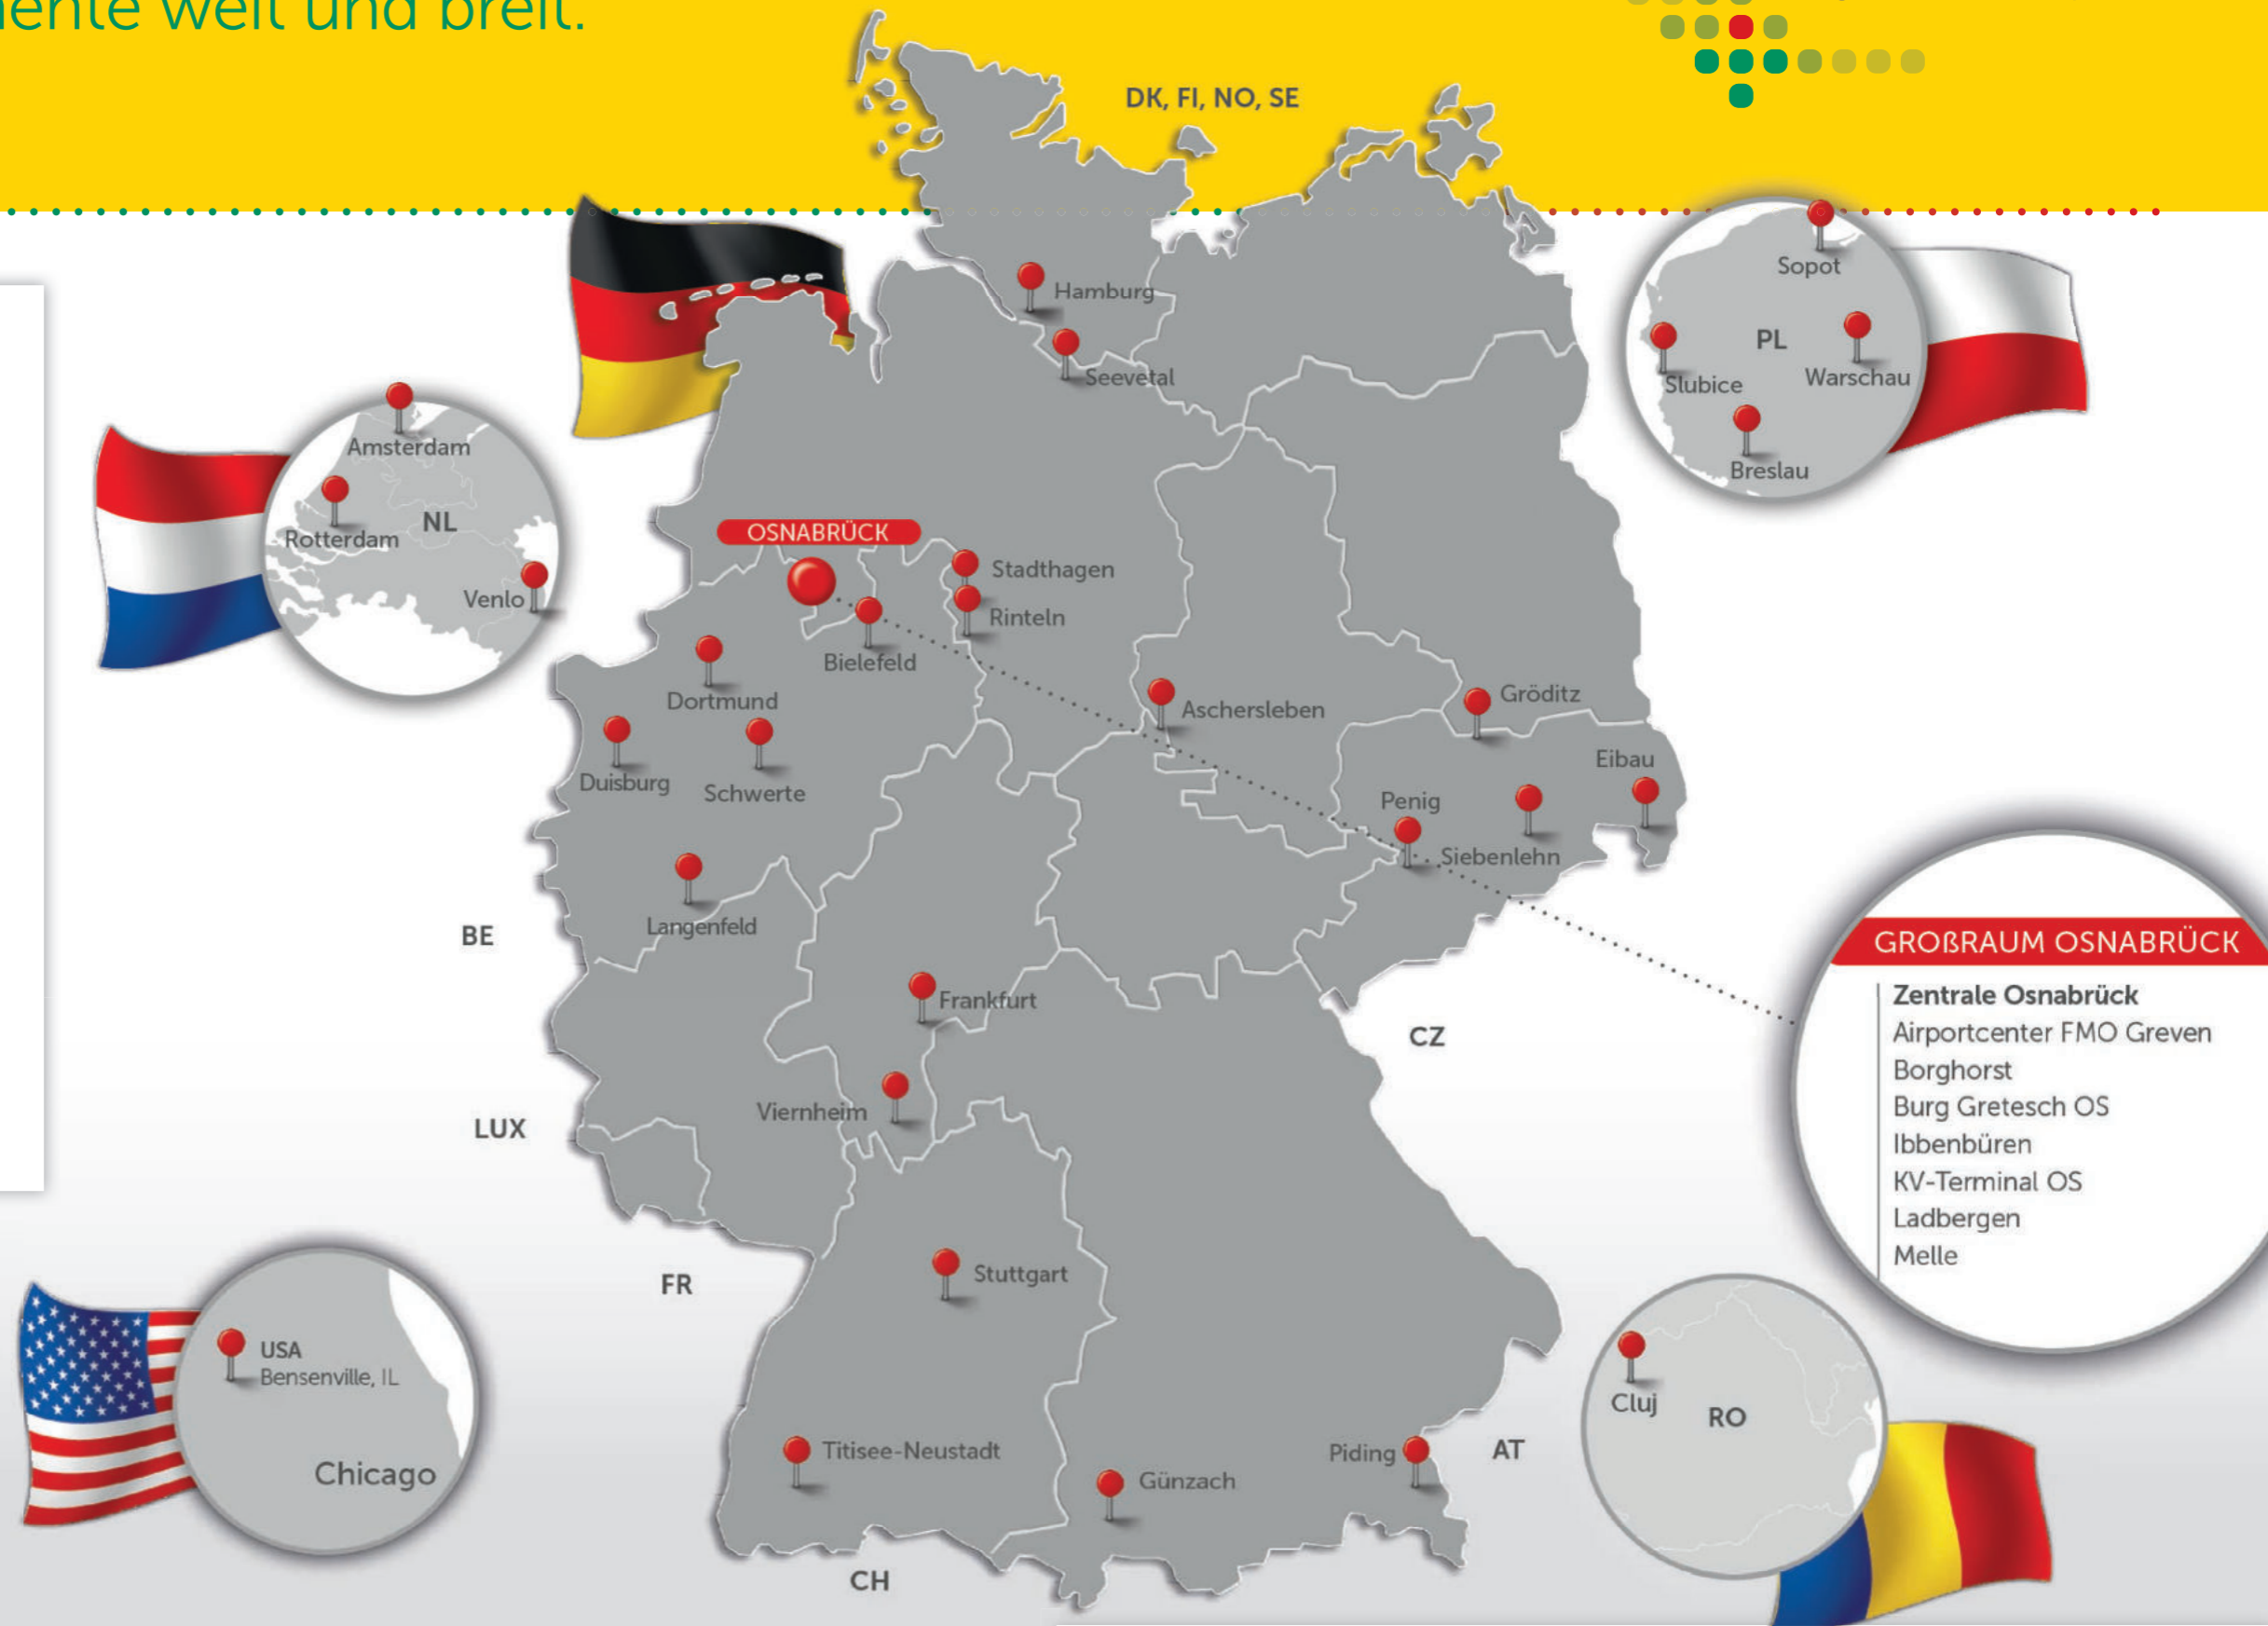 weit und breit.
DK, FI, NO, SE
Hamburg
Seevetal
Sopot
PL
Slubice
Warschau
Breslau
Amsterdam
Rotterdam
NL
Venlo
OSNABRÜCK
Stadthagen
Rinteln
Bielefeld
Dortmund
Duisburg
Schwerte
Langenfeld
Aschersleben
Gröditz
Eibau
Penig
Siebenlehn
BE
Frankfurt
Viernheim
LUX
CZ
GROßRAUM OSNABRÜCK
Zentrale Osnabrück
Airportcenter FMO Greven
Borghorst
Burg Gretesch OS
Ibbenbüren
KV-Terminal OS
Ladbergen
Melle
FR
Stuttgart
USA
Bensenville, IL
Chicago
Titisee-Neustadt
Günzach
Piding
AT
CH
Cluj
RO